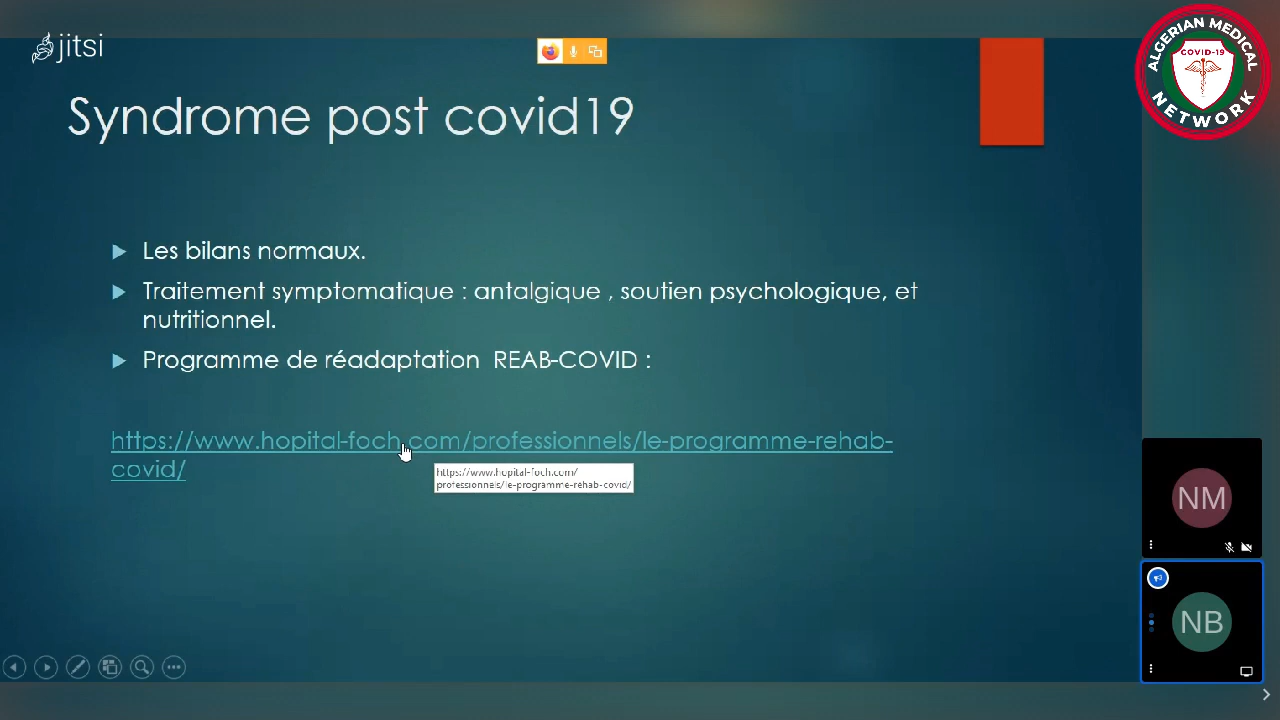 jitsi
ALGERIAN MEDICAL
COVID-19
NETWORK
Syndrome post covid19
Les bilans normaux.
Traitement symptomatique : antalgique , soutien psychologique, et
nutritionnel.
Programme de réadaptation REAB-COVID :
https://www.hopital-foch.com/professionnels/le-programme-rehab-
covid/
https://www.hopital-foch.com/
professionnels/le-programme-rehab-covid/
NM
NB